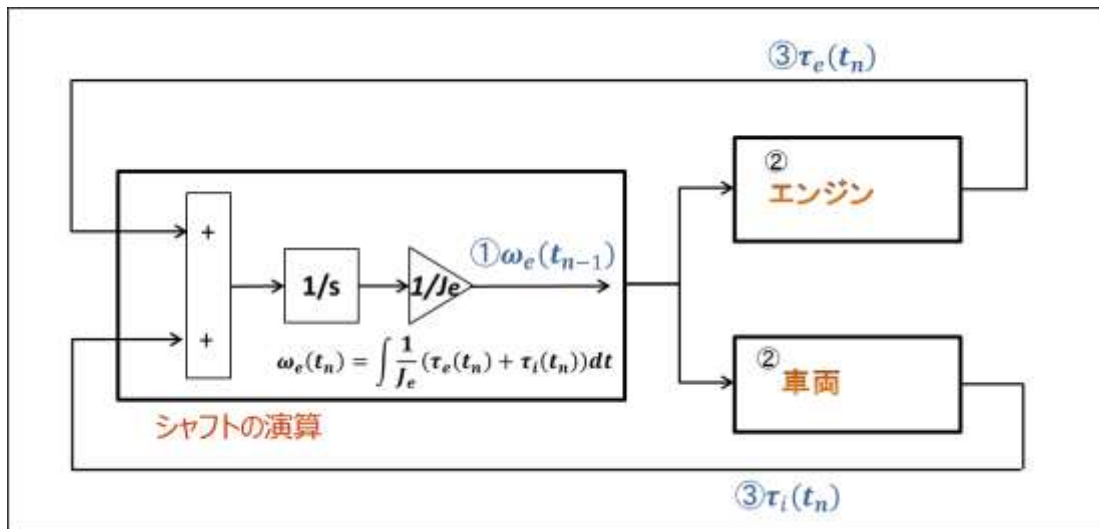 ③τₑ(tₙ)
②
エンジン
+
①ωₑ(tₙ₋₁)
1/s
1/Je
+
ωₑ(tₙ) = ∫ 1/Jₑ (τₑ(tₙ) + τᵢ(tₙ))dt
②
車両
シャフトの演算
③τᵢ(tₙ)